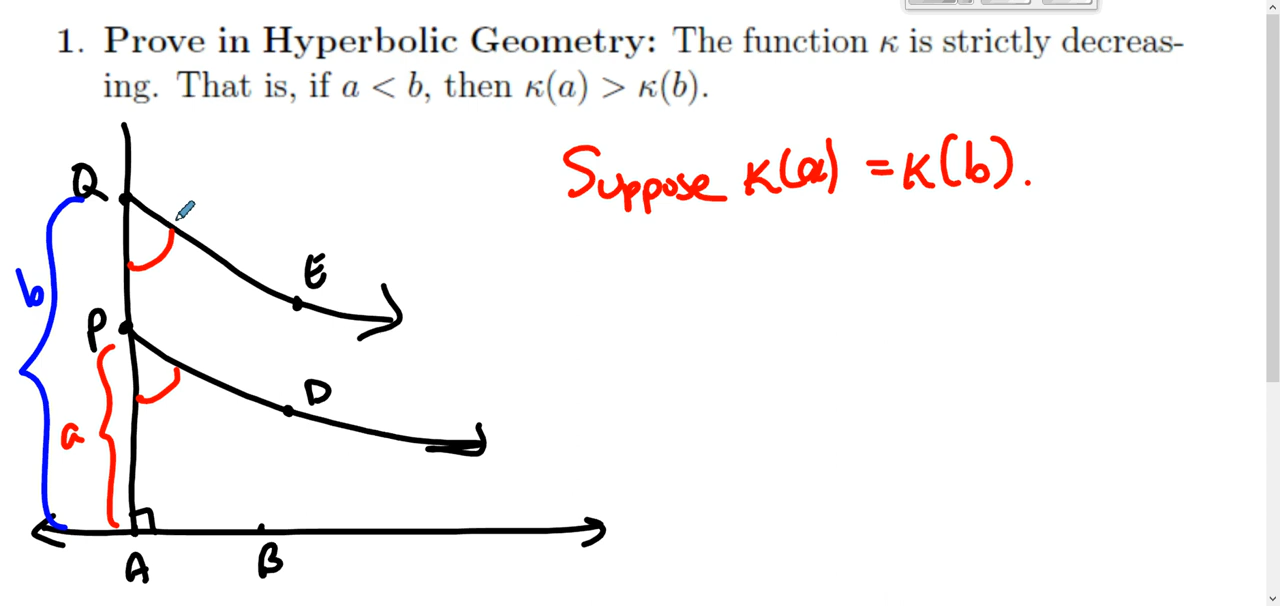 1. Prove in Hyperbolic Geometry: The function κ is strictly decreas-
ing. That is, if a < b, then κ(a) > κ(b).
Suppose κ(a) = κ(b).
Q
E
b
P
D
a
A
B